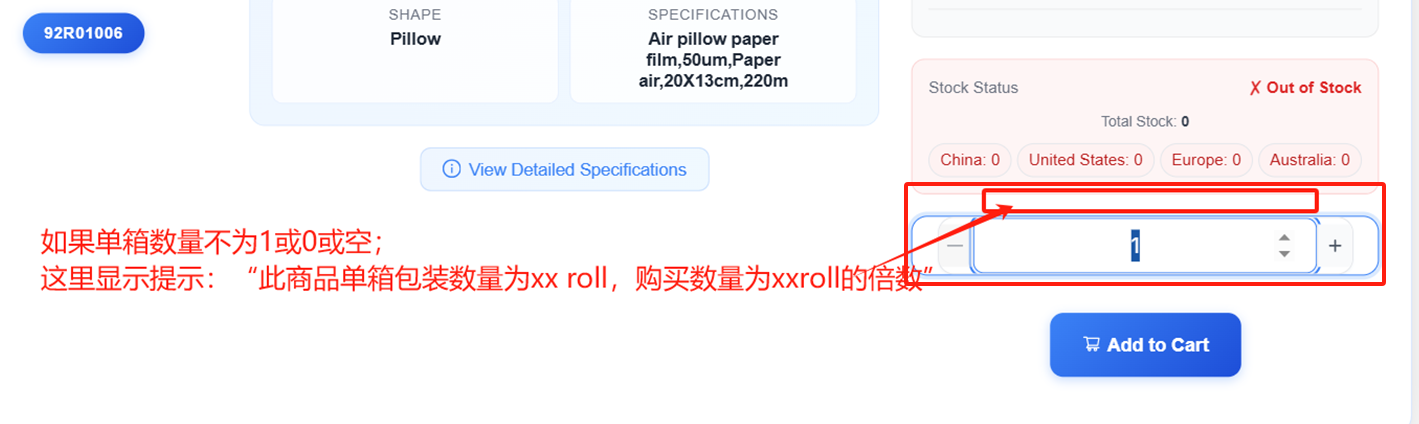 92R01006
SHAPE
Pillow
SPECIFICATIONS
Air pillow paper
film,50um,Paper
air,20X13cm,220m
View Detailed Specifications
Stock Status
✗ Out of Stock
Total Stock: 0
China: 0
United States: 0
Europe: 0
Australia: 0
如果单箱数量不为1或0或空；
这里显示提示：“此商品单箱包装数量为xx roll，购买数量为xxroll的倍数”
− 1 +
Add to Cart